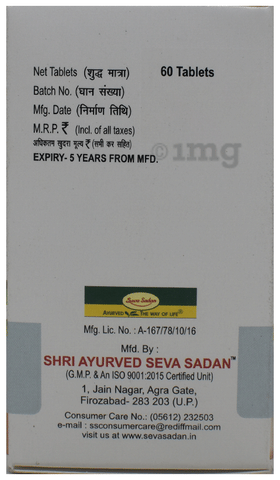 Net Tablets (शुद्ध मात्रा) 60 Tablets
Batch No. (घान संख्या)
Mfg. Date (निर्माण तिथि)
M.R.P. ₹ (Incl. of all taxes)
अधिकतम खुदरा मूल्य ₹ (सभी कर सहित)
EXPIRY- 5 YEARS FROM MFD.
1mg
Seva Sadan
AYURVED THE WAY OF LIFE®
Mfg. Lic. No. : A-167/78/10/16
Mfd. By :
SHRI AYURVED SEVA SADAN™
(G.M.P. & An ISO 9001:2015 Certified Unit)
1, Jain Nagar, Agra Gate,
Firozabad- 283 203 (U.P.)
Consumer Care No.: (05612) 232503
e-mail : ssconsumercare@rediffmail.com
visit us at www.sevasadan.in